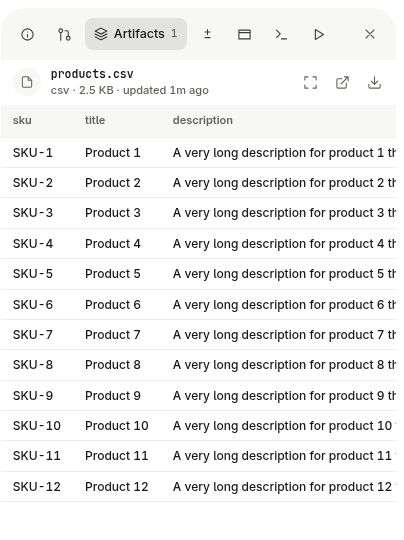 Artifacts 1
products.csv
csv · 2.5 KB · updated 1m ago
sku title description
SKU-1 Product 1 A very long description for product 1 th
SKU-2 Product 2 A very long description for product 2 th
SKU-3 Product 3 A very long description for product 3 th
SKU-4 Product 4 A very long description for product 4 th
SKU-5 Product 5 A very long description for product 5 th
SKU-6 Product 6 A very long description for product 6 th
SKU-7 Product 7 A very long description for product 7 th
SKU-8 Product 8 A very long description for product 8 th
SKU-9 Product 9 A very long description for product 9 th
SKU-10 Product 10 A very long description for product 10
SKU-11 Product 11 A very long description for product 11
SKU-12 Product 12 A very long description for product 12